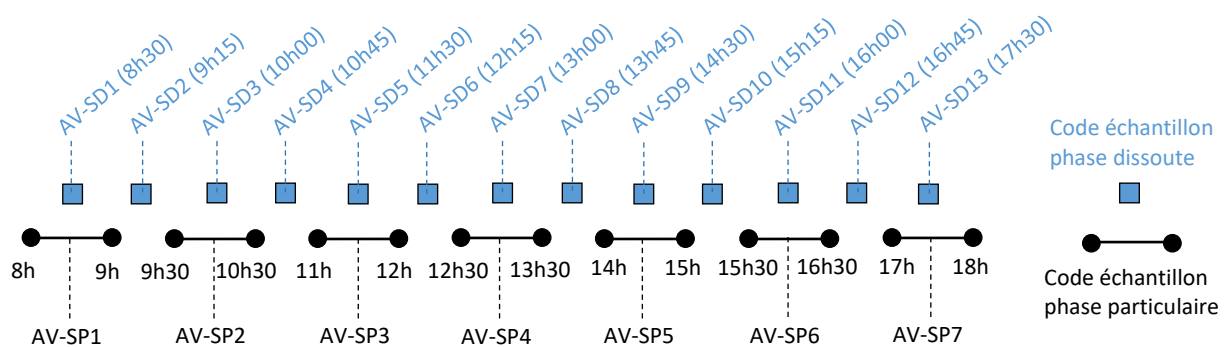 AV-SD1 (8h30)
AV-SD2 (9h15)
AV-SD3 (10h00)
AV-SD4 (10h45)
AV-SD5 (11h30)
AV-SD6 (12h15)
AV-SD7 (13h00)
AV-SD8 (13h45)
AV-SD9 (14h30)
AV-SD10 (15h15)
AV-SD11 (16h00)
AV-SD12 (16h45)
AV-SD13 (17h30)
Code échantillon
phase dissoute
8h 9h 9h30 10h30 11h 12h 12h30 13h30 14h 15h 15h30 16h30 17h 18h
AV-SP1 AV-SP2 AV-SP3 AV-SP4 AV-SP5 AV-SP6 AV-SP7
Code échantillon
phase particulaire